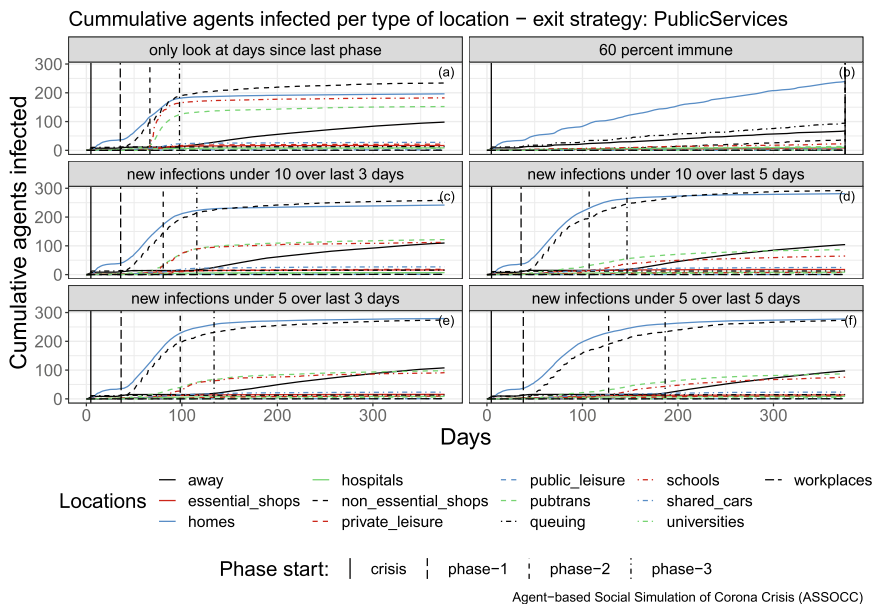 Cummulative agents infected per type of location − exit strategy: PublicServices
only look at days since last phase
60 percent immune
(a)
(b)
300
200
100
0
new infections under 10 over last 3 days
new infections under 10 over last 5 days
(c)
(d)
300
200
100
0
new infections under 5 over last 3 days
new infections under 5 over last 5 days
(e)
(f)
300
200
100
0
Cumulative agents infected
0 100 200 300
0 100 200 300
Days
Locations
away hospitals public_leisure schools workplaces
essential_shops non_essential_shops pubtrans shared_cars
homes private_leisure queuing universities
Phase start: crisis phase−1 phase−2 phase−3
Agent−based Social Simulation of Corona Crisis (ASSOCC)